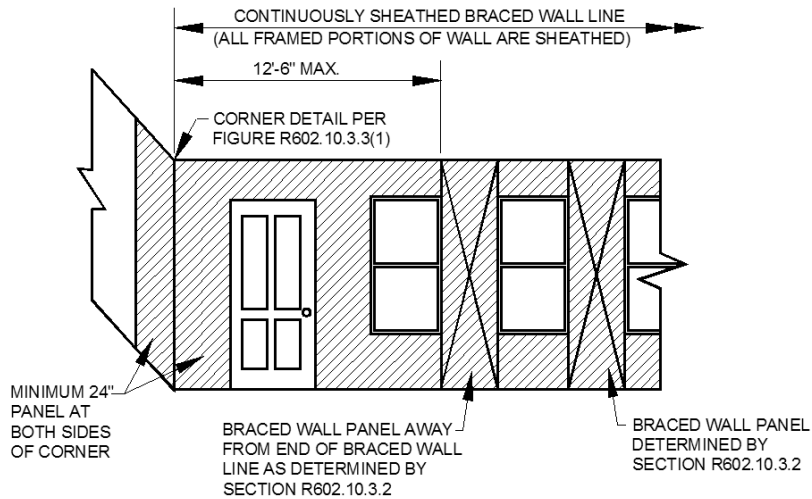 CONTINUOUSLY SHEATHED BRACED WALL LINE
(ALL FRAMED PORTIONS OF WALL ARE SHEATHED)
12'-6" MAX.
CORNER DETAIL PER
FIGURE R602.10.3.3(1)
MINIMUM 24"
PANEL AT
BOTH SIDES
OF CORNER
BRACED WALL PANEL AWAY
FROM END OF BRACED WALL
LINE AS DETERMINED BY
SECTION R602.10.3.2
BRACED WALL PANEL
DETERMINED BY
SECTION R602.10.3.2